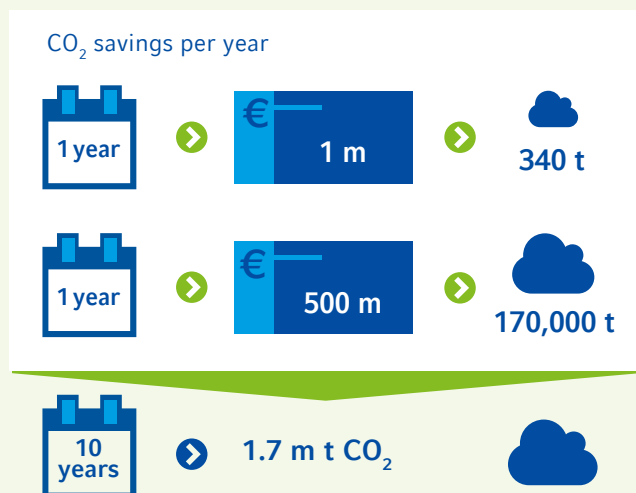 CO₂ savings per year
1 year
€
1 m
340 t
1 year
€
500 m
170,000 t
10
years
1.7 m t CO₂